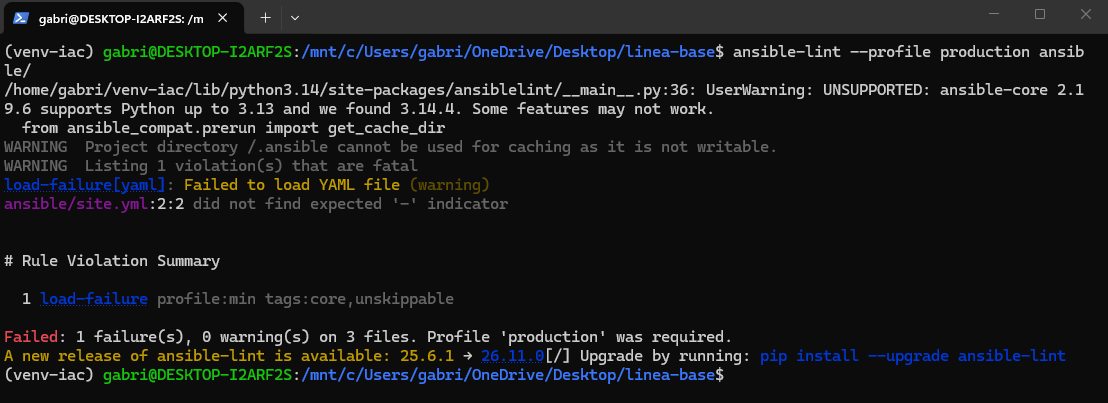 gabri@DESKTOP-I2ARF2S: /m
(venv-iac) gabri@DESKTOP-I2ARF2S:/mnt/c/Users/gabri/OneDrive/Desktop/linea-base$ ansible-lint --profile production ansib
le/
/home/gabri/venv-iac/lib/python3.14/site-packages/ansiblelint/__main__.py:36: UserWarning: UNSUPPORTED: ansible-core 2.1
9.6 supports Python up to 3.13 and we found 3.14.4. Some features may not work.
  from ansible_compat.prerun import get_cache_dir
WARNING  Project directory /.ansible cannot be used for caching as it is not writable.
WARNING  Listing 1 violation(s) that are fatal
load-failure[yaml]: Failed to load YAML file (warning)
ansible/site.yml:2:2 did not find expected '-' indicator
# Rule Violation Summary
  1 load-failure profile:min tags:core,unskippable
Failed: 1 failure(s), 0 warning(s) on 3 files. Profile 'production' was required.
A new release of ansible-lint is available: 25.6.1 → 26.11.0[/] Upgrade by running: pip install --upgrade ansible-lint
(venv-iac) gabri@DESKTOP-I2ARF2S:/mnt/c/Users/gabri/OneDrive/Desktop/linea-base$